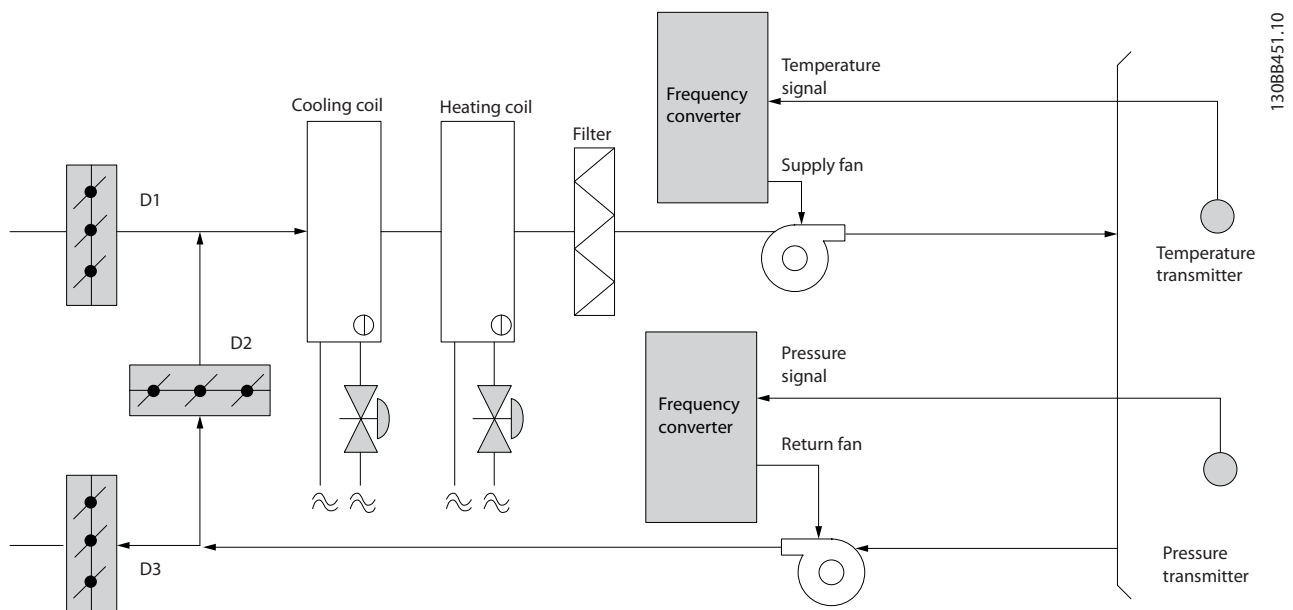 130BB451.10
Temperature
signal
Frequency
converter
Cooling coil
Heating coil
Filter
Supply fan
D1
Temperature
transmitter
D2
Pressure
signal
Frequency
converter
Return fan
D3
Pressure
transmitter